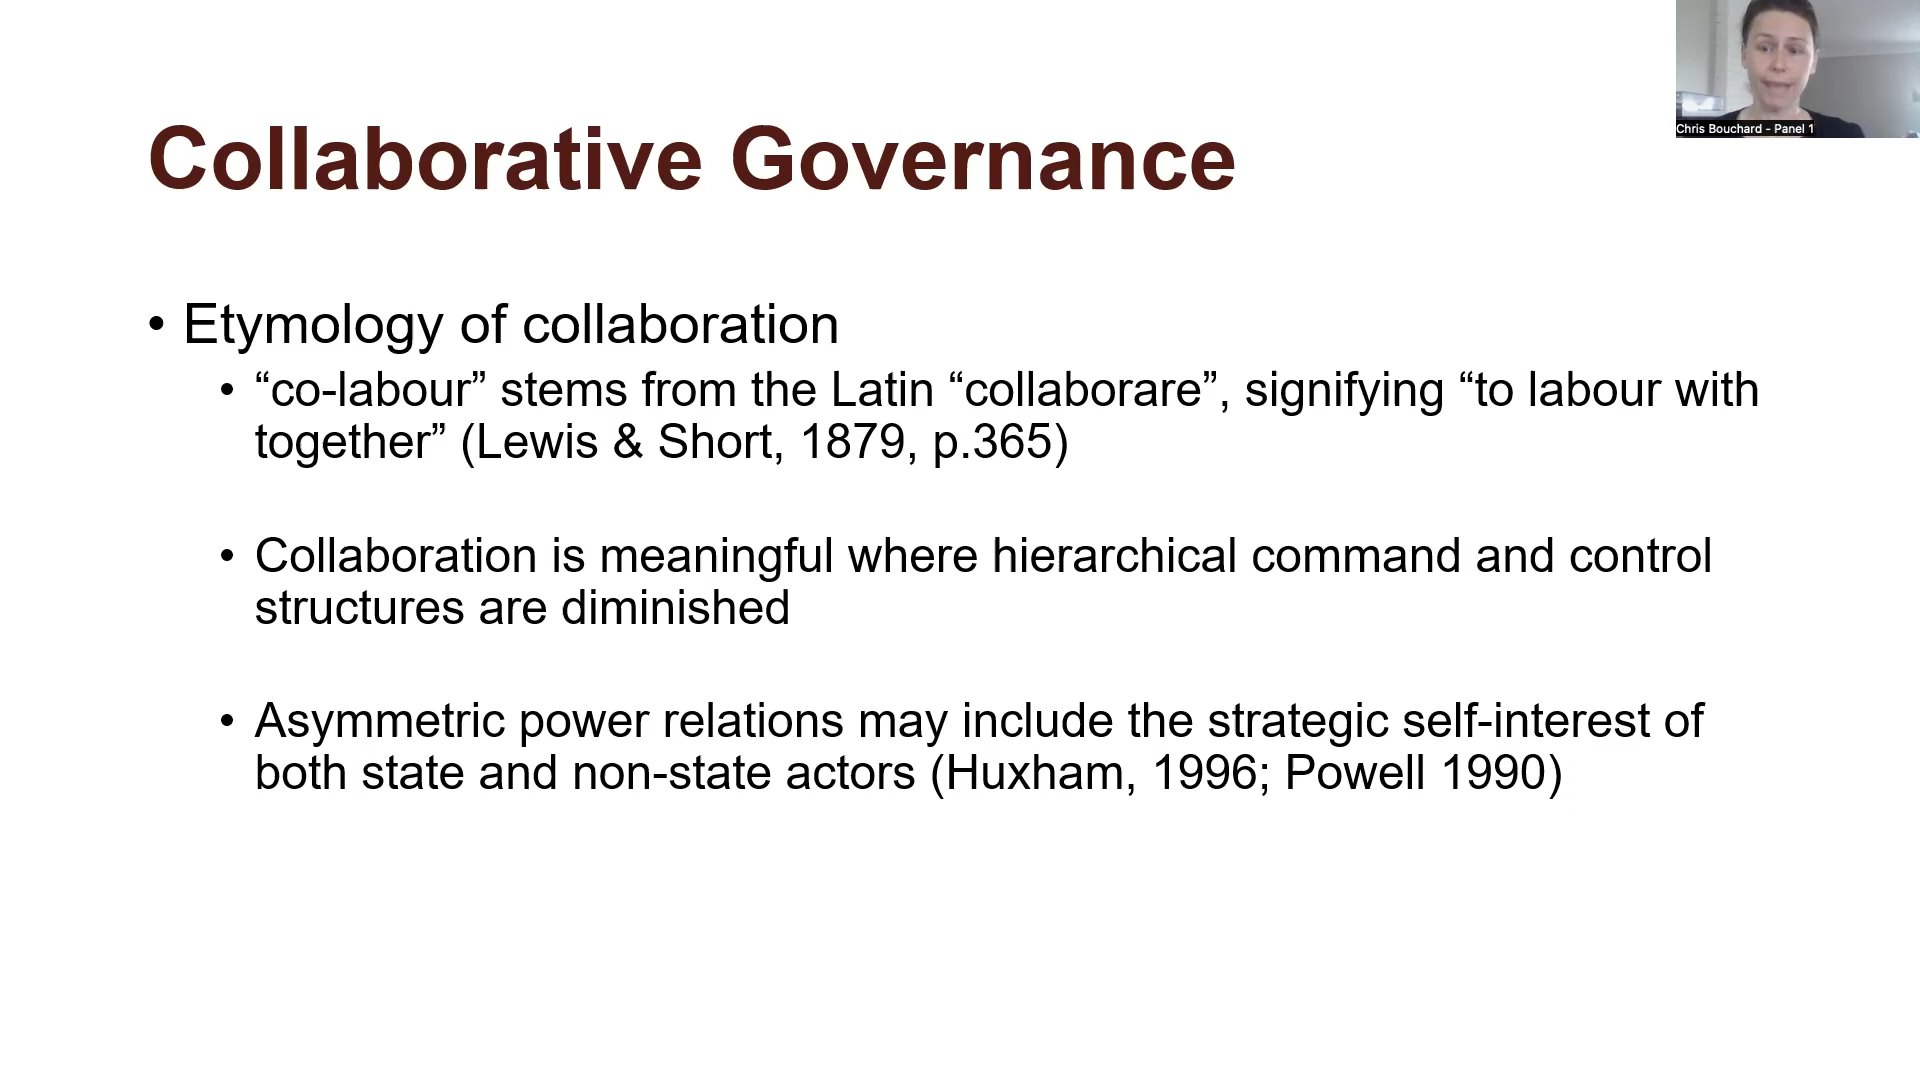 Chris Bouchard - Panel 1
Collaborative Governance
• Etymology of collaboration
• “co-labour” stems from the Latin “collaborare”, signifying “to labour with
together” (Lewis & Short, 1879, p.365)
• Collaboration is meaningful where hierarchical command and control
structures are diminished
• Asymmetric power relations may include the strategic self-interest of
both state and non-state actors (Huxham, 1996; Powell 1990)